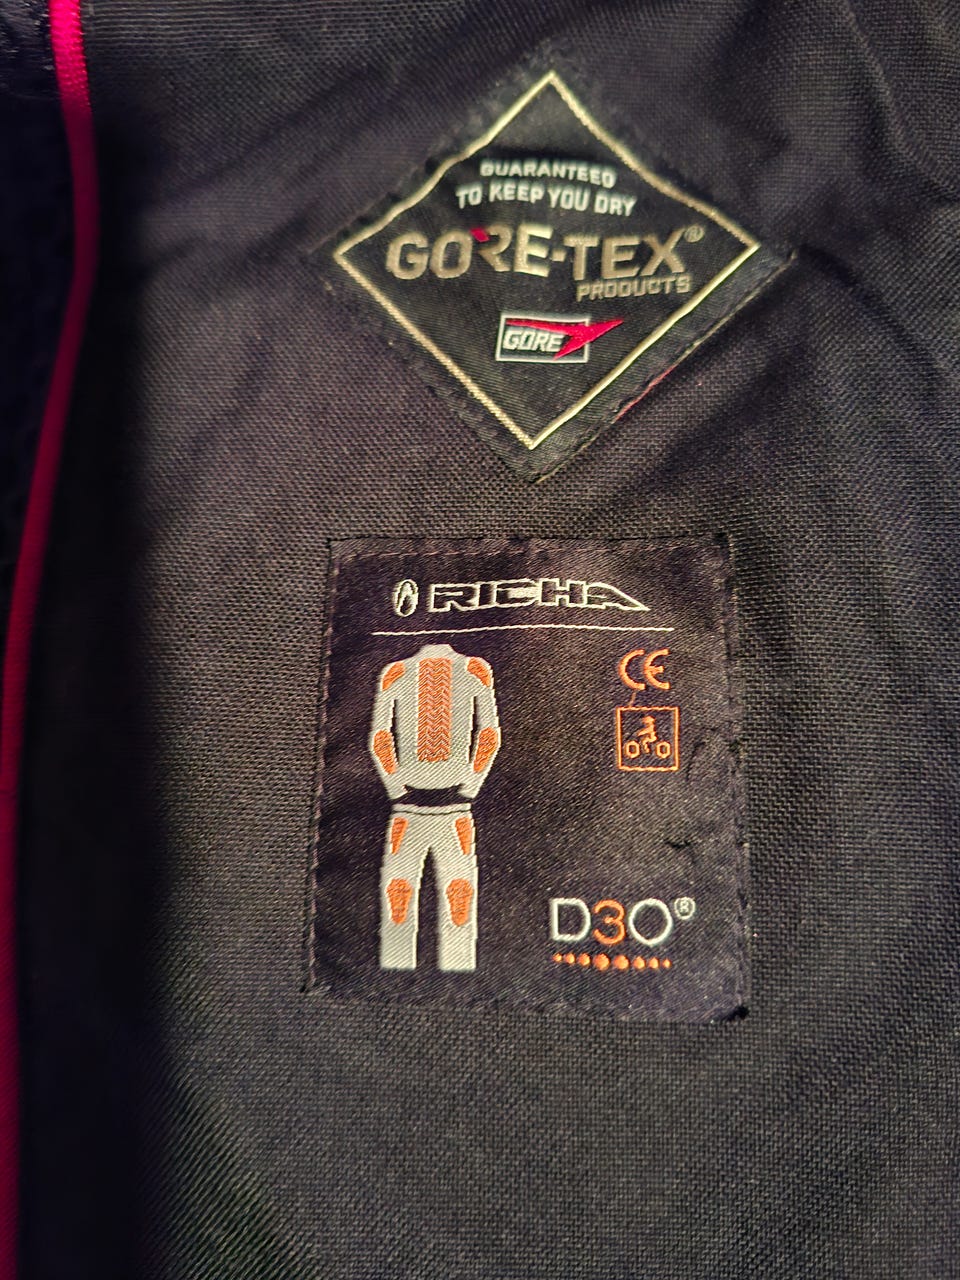 GUARANTEED
TO KEEP YOU DRY
GORE-TEX®
PRODUCTS
GORE
RICHA
CE
D3O®